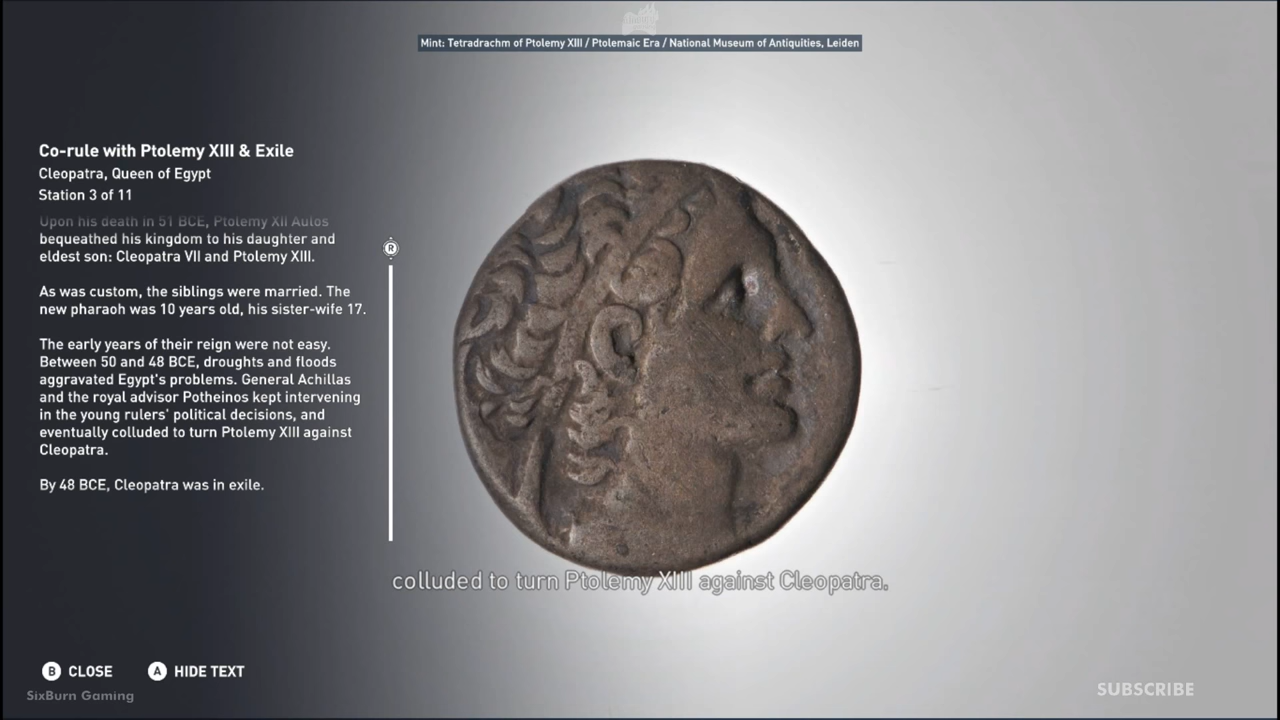 Mint: Tetradrachm of Ptolemy XIII / Ptolemaic Era / National Museum of Antiquities, Leiden
Co-rule with Ptolemy XIII & Exile
Cleopatra, Queen of Egypt
Station 3 of 11
Upon his death in 51 BCE, Ptolemy XII Aulos
bequeathed his kingdom to his daughter and
eldest son: Cleopatra VII and Ptolemy XIII.
As was custom, the siblings were married. The
new pharaoh was 10 years old, his sister-wife 17.
The early years of their reign were not easy.
Between 50 and 48 BCE, droughts and floods
aggravated Egypt's problems. General Achillas
and the royal advisor Potheinos kept intervening
in the young rulers' political decisions, and
eventually colluded to turn Ptolemy XIII against
Cleopatra.
By 48 BCE, Cleopatra was in exile.
R
colluded to turn Ptolemy XIII against Cleopatra.
B CLOSE A HIDE TEXT
SixBurn Gaming
SUBSCRIBE